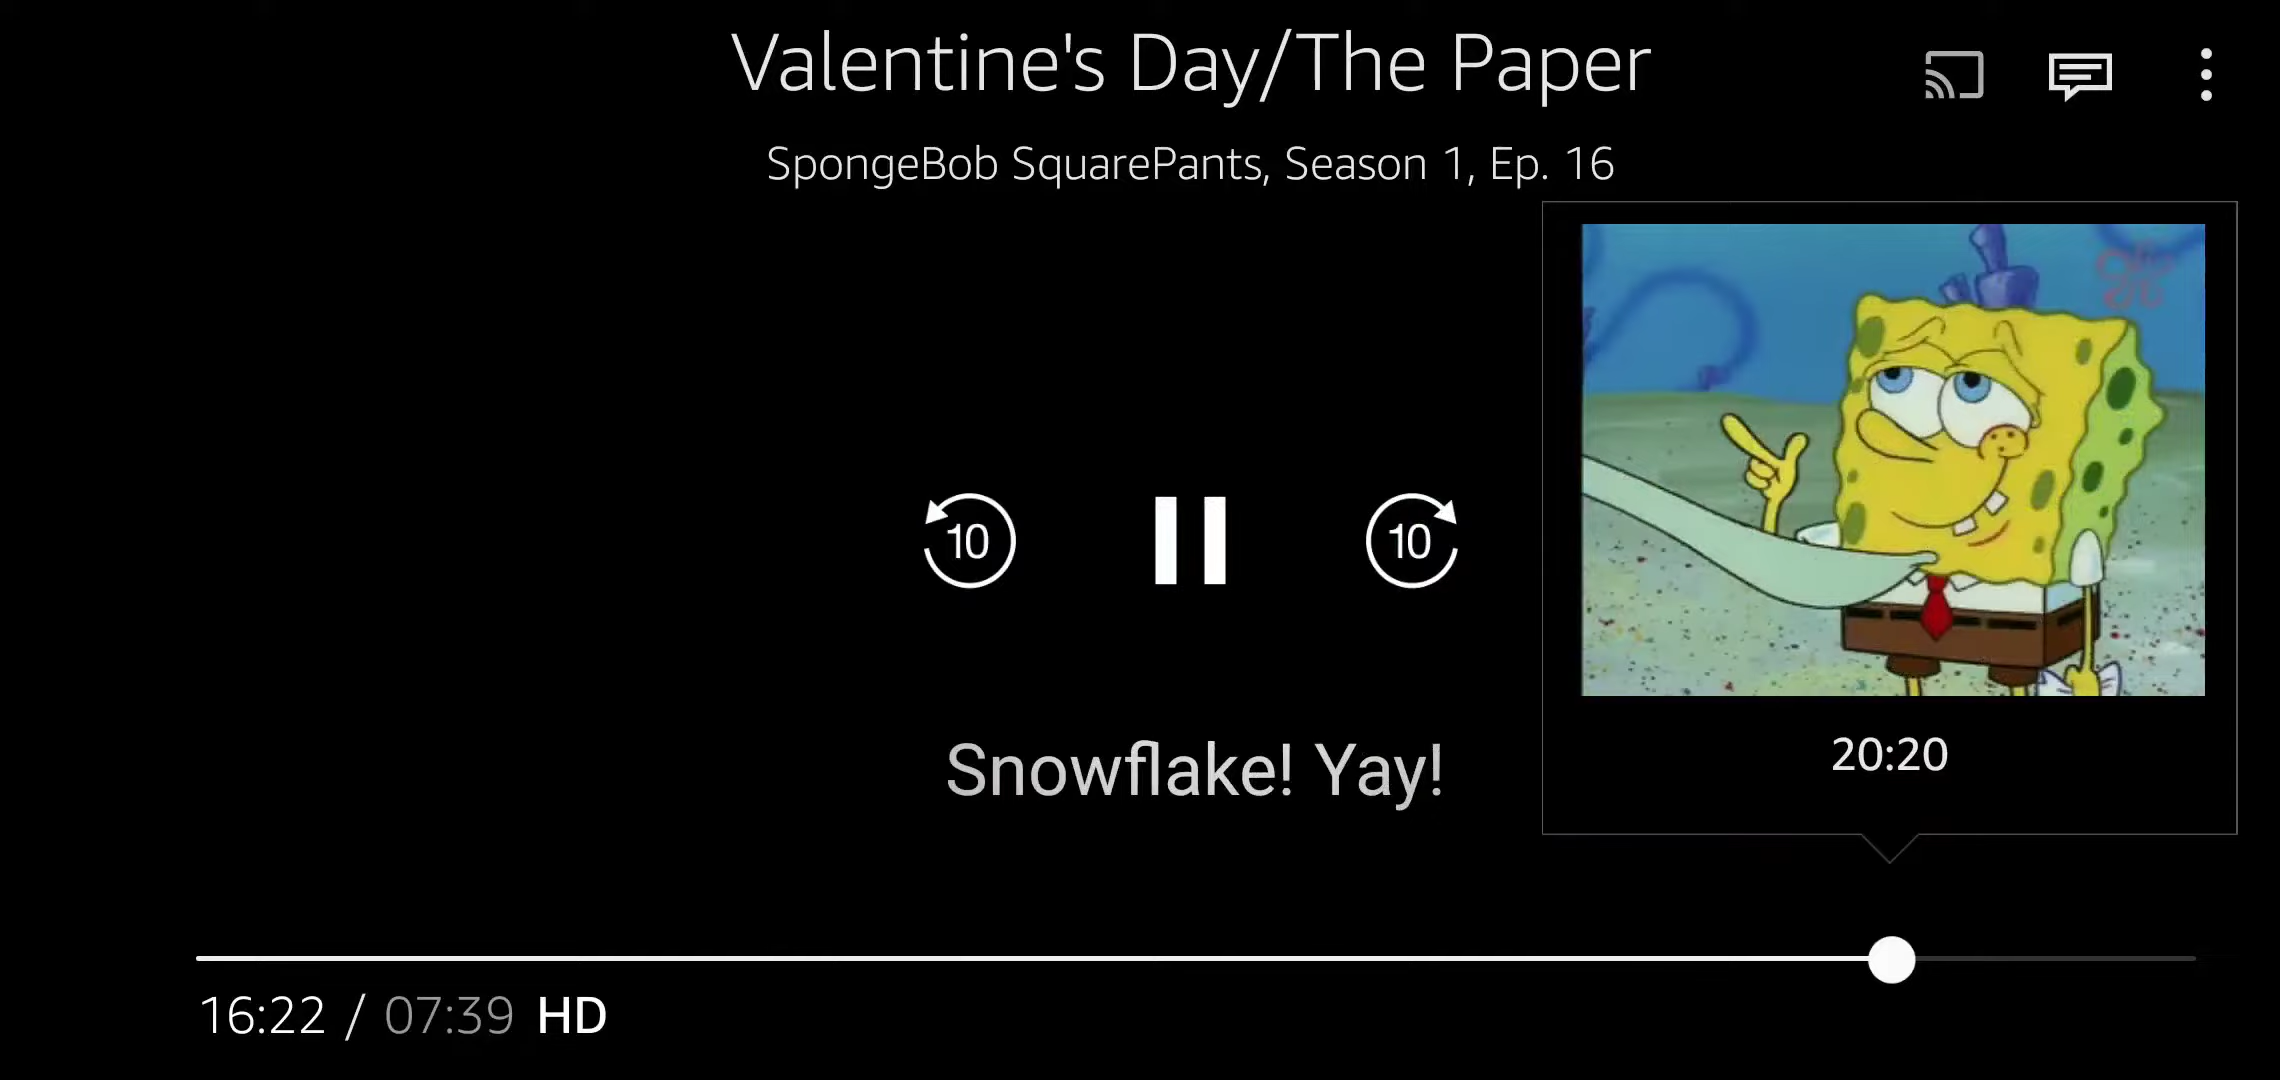 Valentine's Day/The Paper
SpongeBob SquarePants, Season 1, Ep. 16
10
10
Snowflake! Yay!
20:20
16:22 / 07:39 HD